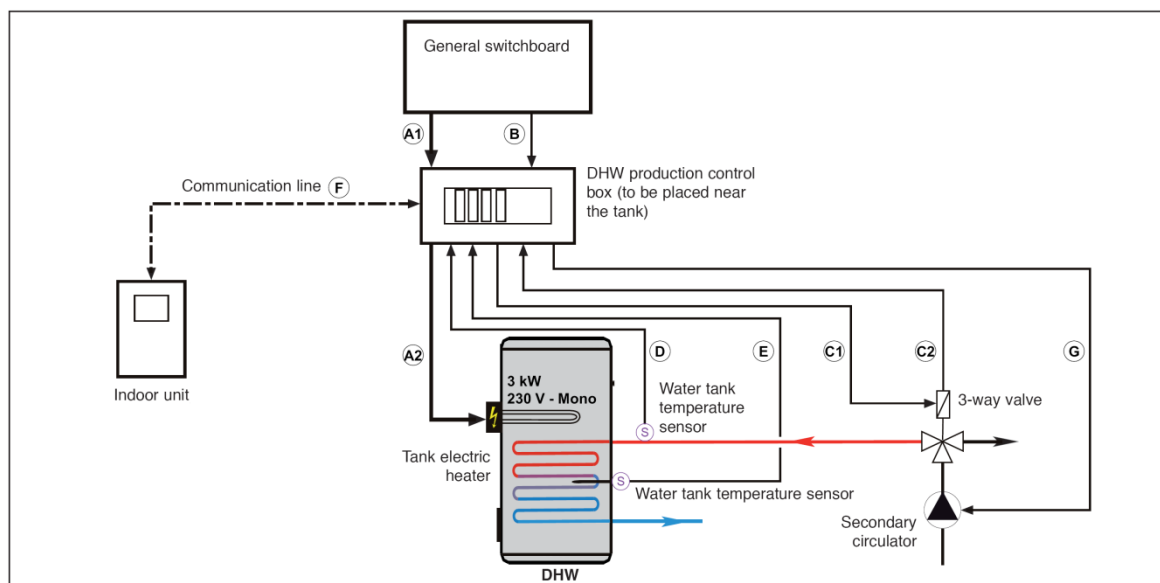 General switchboard
A1
B
DHW production control
box (to be placed near
the tank)
Communication line F
Indoor unit
A2
D
E
C1
C2
G
3 kW
230 V - Mono
Water tank
temperature
sensor
3-way valve
S
Tank electric
heater
S
Water tank temperature sensor
Secondary
circulator
DHW